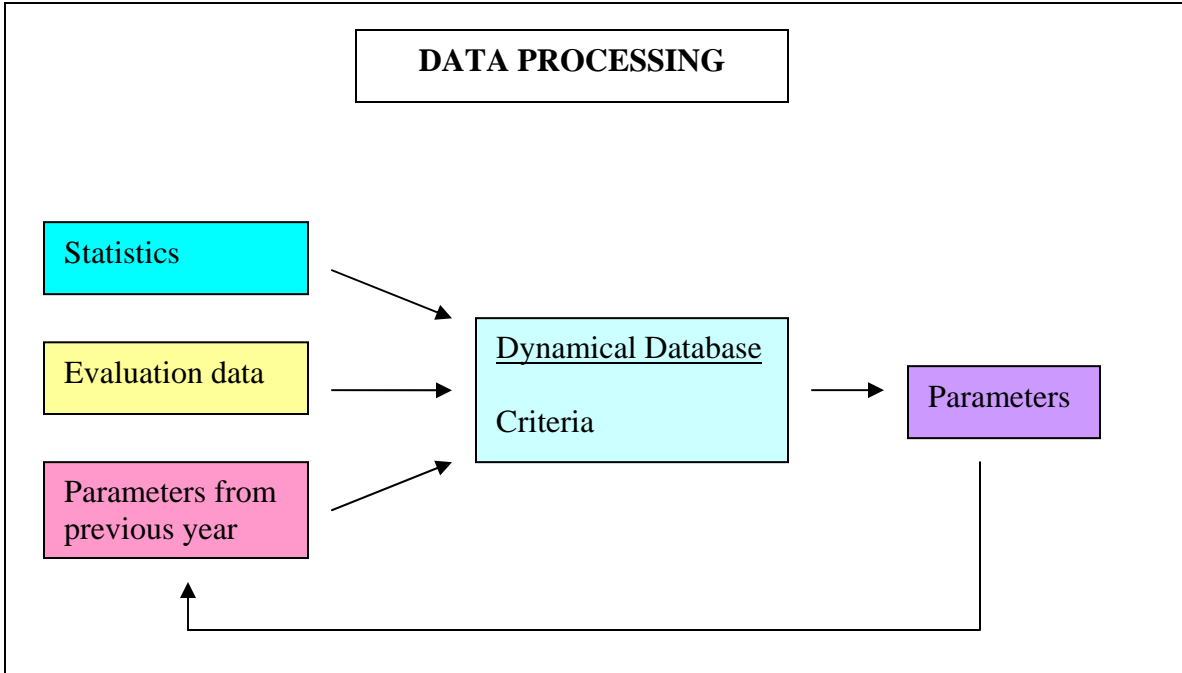 DATA PROCESSING
Statistics
Evaluation data
Parameters from
previous year
Dynamical Database
Criteria
Parameters